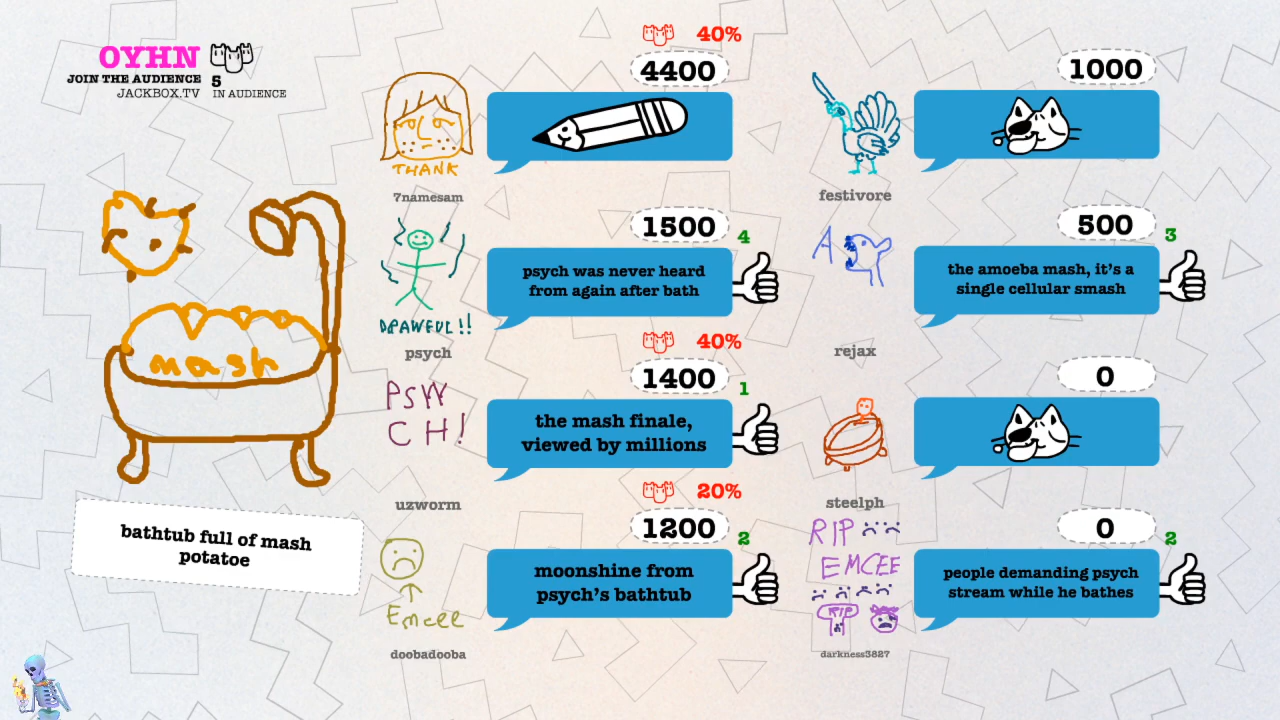 OYHN
JOIN THE AUDIENCE
JACKBOX.TV
5
IN AUDIENCE
mash
bathtub full of mash
potatoe
40%
4400
THANK
7namesam
1500
4
psych was never heard
from again after bath
DRAWFUL!!
psych
40%
1400
1
PSY
CH!
the mash finale,
viewed by millions
uzworm
20%
1200
2
Emcee
moonshine from
psych's bathtub
doobadooba
1000
festivore
500
3
A
the amoeba mash, it's a
single cellular smash
rejax
0
steelph
0
2
RIP
EMCEE
RIP
people demanding psych
stream while he bathes
darkness3827